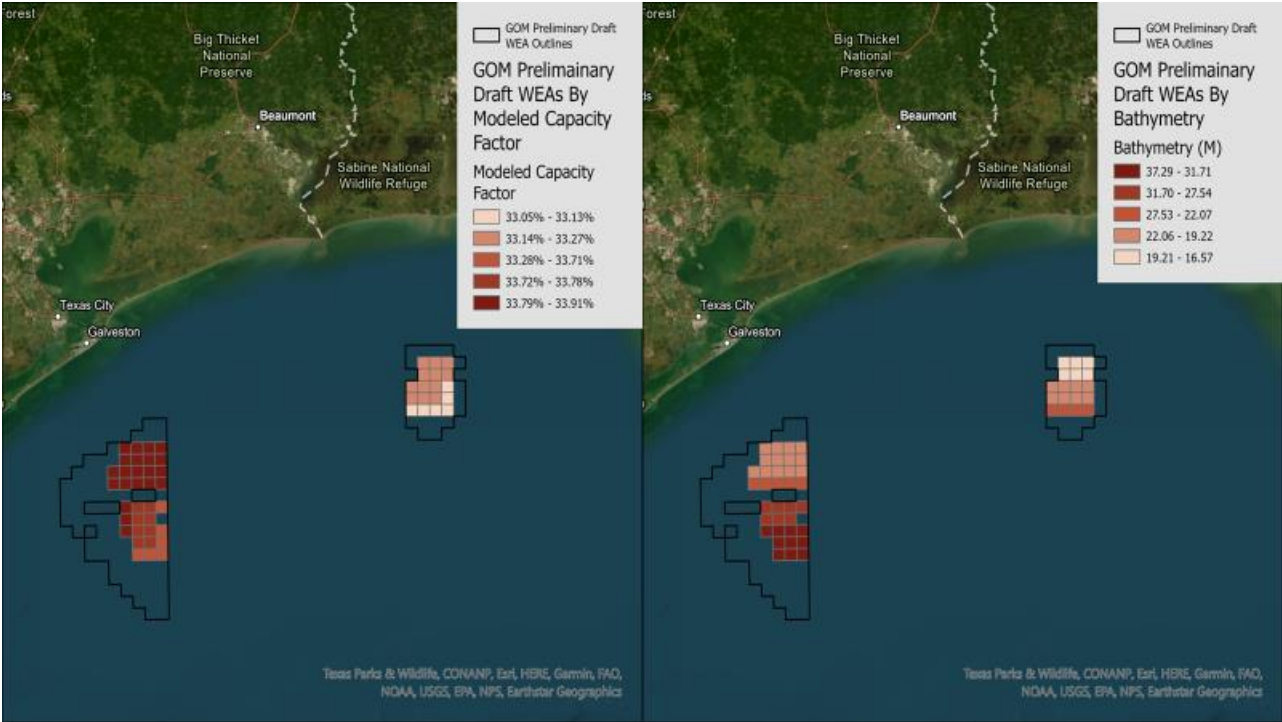 orest
Big Thicket
National
Preserve
ds
Beaumont
Sabine National
Wildlife Refuge
Texas City
Galveston
GOM Preliminary Draft
WEA Outlines
GOM Prelimainary
Draft WEAs By
Modeled Capacity
Factor
Modeled Capacity
Factor
33.05% - 33.13%
33.14% - 33.27%
33.28% - 33.71%
33.72% - 33.78%
33.79% - 33.91%
Texas Parks & Wildlife, CONANP, Esri, HERE, Garmin, FAO,
NOAA, USGS, EPA, NPS, Earthstar Geographics
Forest
Big Thicket
National
Preserve
ds
Beaumont
Sabine National
Wildlife Refuge
Texas City
Galveston
GOM Preliminary Draft
WEA Outlines
GOM Prelimainary
Draft WEAs By
Bathymetry
Bathymetry (M)
37.29 - 31.71
31.70 - 27.54
27.53 - 22.07
22.06 - 19.22
19.21 - 16.57
Texas Parks & Wildlife, CONANP, Esri, HERE, Garmin, FAO,
NOAA, USGS, EPA, NPS, Earthstar Geographics